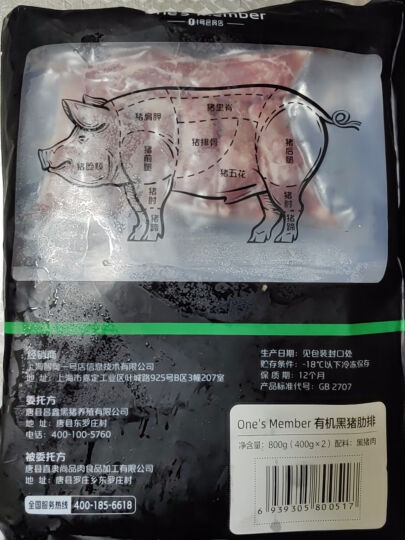 One's Member
1号会员店
猪里脊
猪肩胛
猪排骨
猪前腿
猪后腿
猪脸颊
猪五花
猪肘
猪蹄
猪肘
猪蹄
经销商
上海智奥一号店信息技术有限公司
地址：上海市嘉定工业区叶城路925号B区3幢207室
委托方
唐县昌鑫黑猪养殖有限公司
地址：唐县东罗庄村
电话：400-100-5760
被委托方
唐县直隶尚品肉食品加工有限公司
地址：唐县罗庄乡东罗庄村
全国服务热线 400-185-6618
生产日期：见包装封口处
贮存条件：-18℃以下冷冻保存
保质期：12个月
产品标准代号：GB 2707
One's Member 有机黑猪肋排
净含量：800g（400g×2） 配料：黑猪肉
6 939305 800517